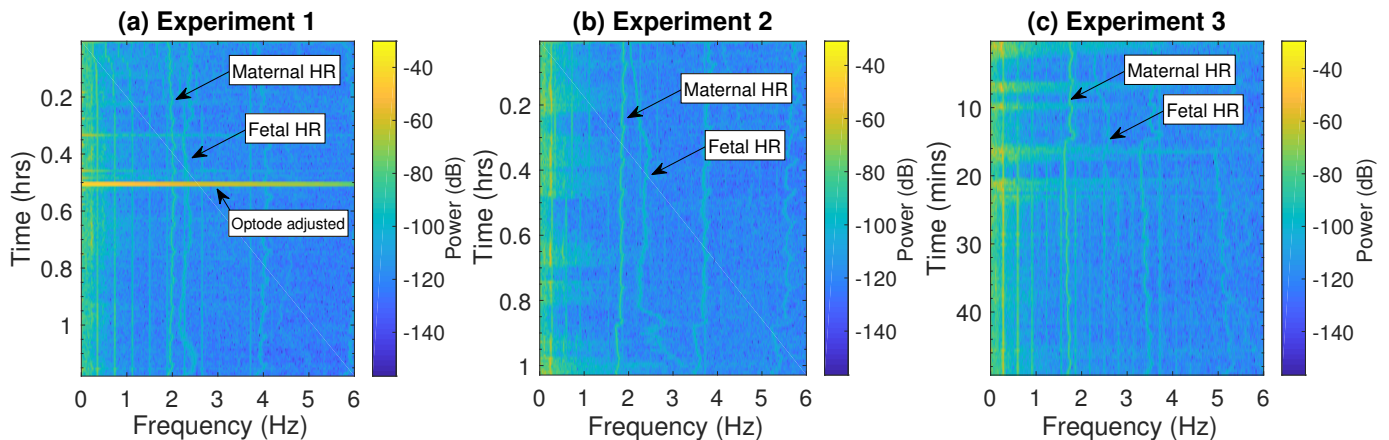 (a) Experiment 1
Maternal HR
Fetal HR
Optode adjusted
0.2
0.4
0.6
0.8
1
Time (hrs)
0 1 2 3 4 5 6
Frequency (Hz)
-40
-60
-80
-100
-120
-140
Power (dB)
(b) Experiment 2
Maternal HR
Fetal HR
0.2
0.4
0.6
0.8
1
Time (hrs)
0 1 2 3 4 5 6
Frequency (Hz)
-40
-60
-80
-100
-120
-140
Power (dB)
(c) Experiment 3
Maternal HR
Fetal HR
10
20
30
40
Time (mins)
0 1 2 3 4 5 6
Frequency (Hz)
-40
-60
-80
-100
-120
-140
Power (dB)